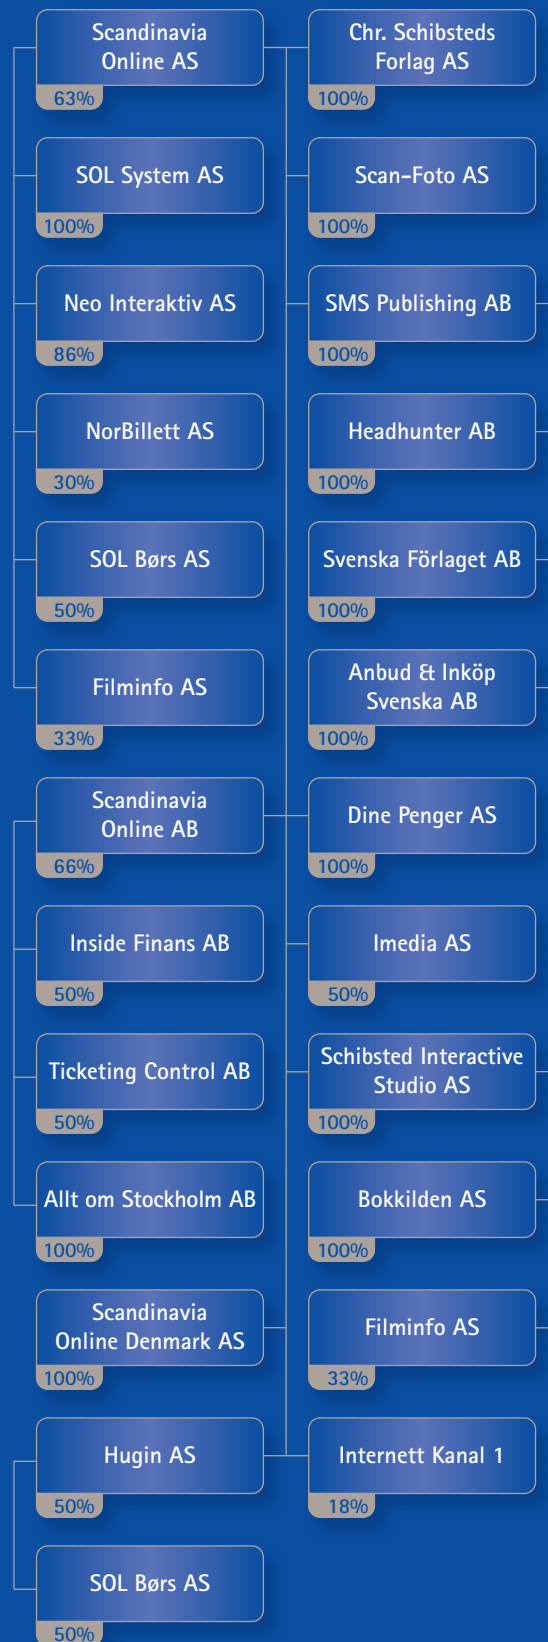 Scandinavia
Online AS
63%
SOL System AS
100%
Neo Interaktiv AS
86%
NorBillett AS
30%
SOL Børs AS
50%
Filminfo AS
33%
Scandinavia
Online AB
66%
Inside Finans AB
50%
Ticketing Control AB
50%
Allt om Stockholm AB
100%
Scandinavia
Online Denmark AS
100%
Hugin AS
50%
SOL Børs AS
50%
Chr. Schibsteds
Forlag AS
100%
Scan-Foto AS
100%
SMS Publishing AB
100%
Headhunter AB
100%
Svenska Förlaget AB
100%
Anbud & Inköp
Svenska AB
100%
Dine Penger AS
100%
Imedia AS
50%
Schibsted Interactive
Studio AS
100%
Bokkilden AS
100%
Filminfo AS
33%
Internett Kanal 1
18%